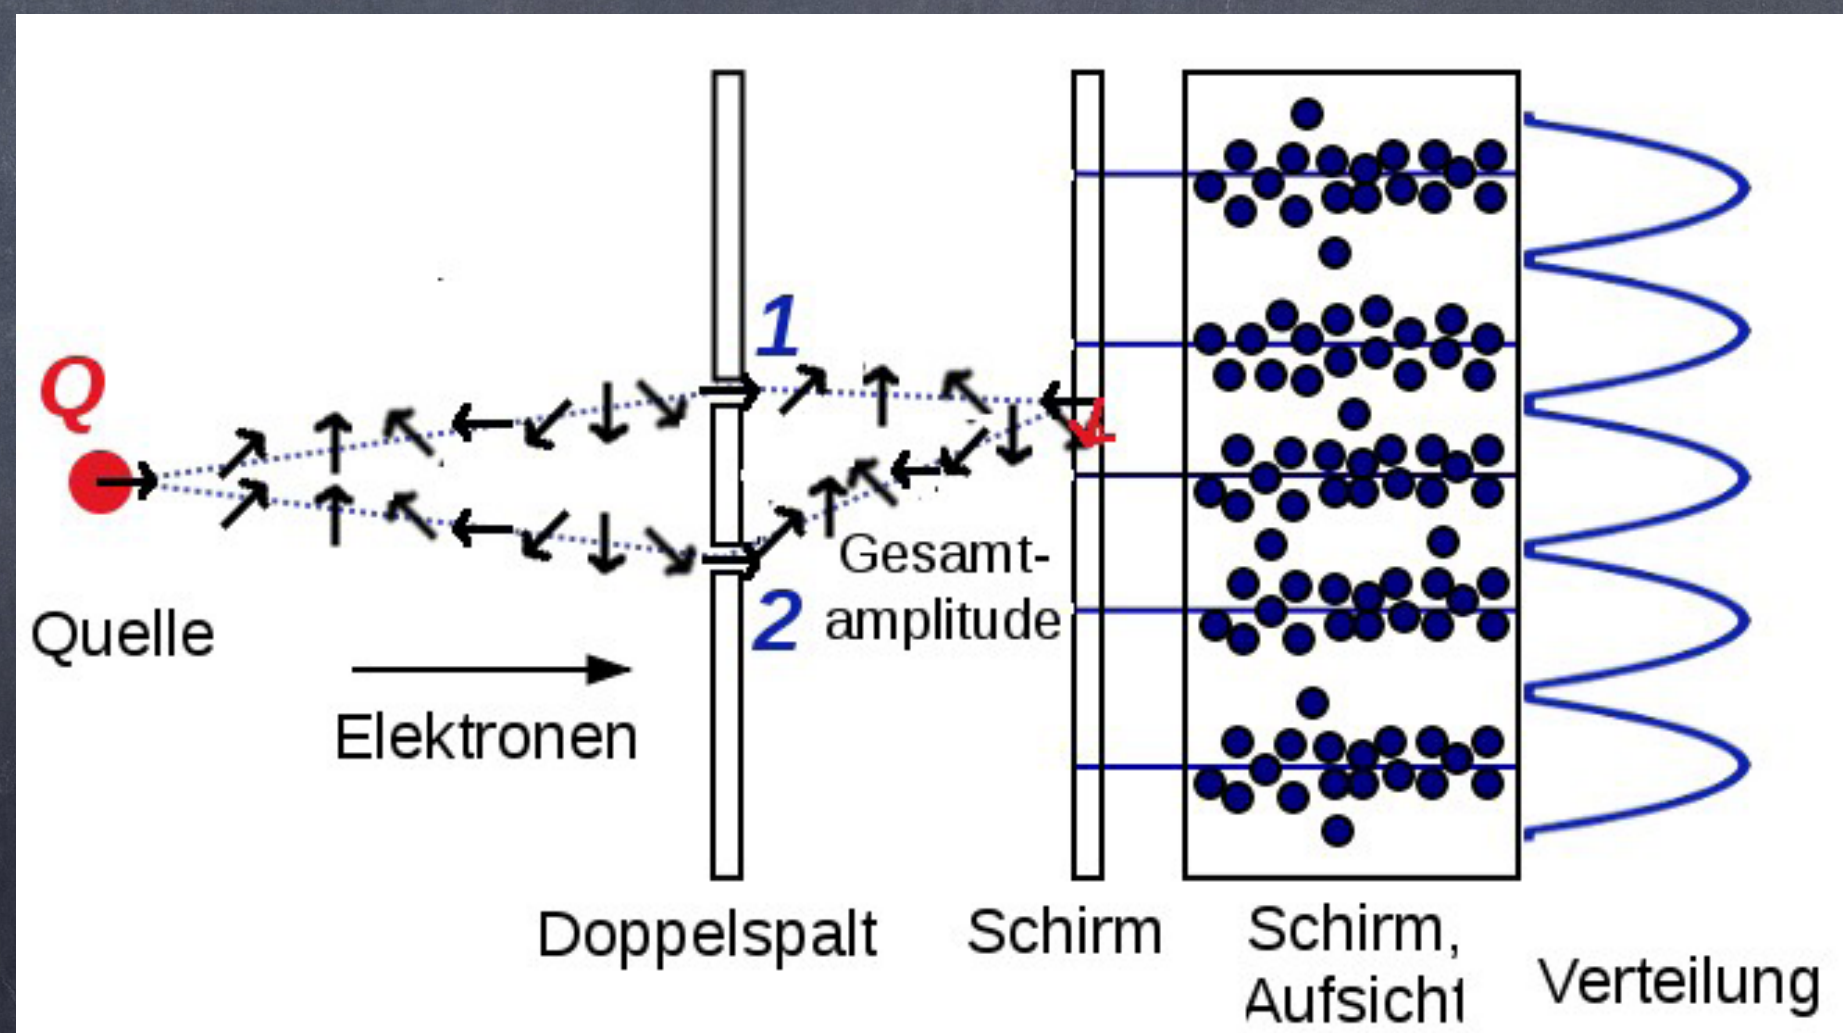 Q
Quelle
Elektronen
1
2
Gesamt-
amplitude
Doppelspalt
Schirm
Schirm,
Aufsicht
Verteilung